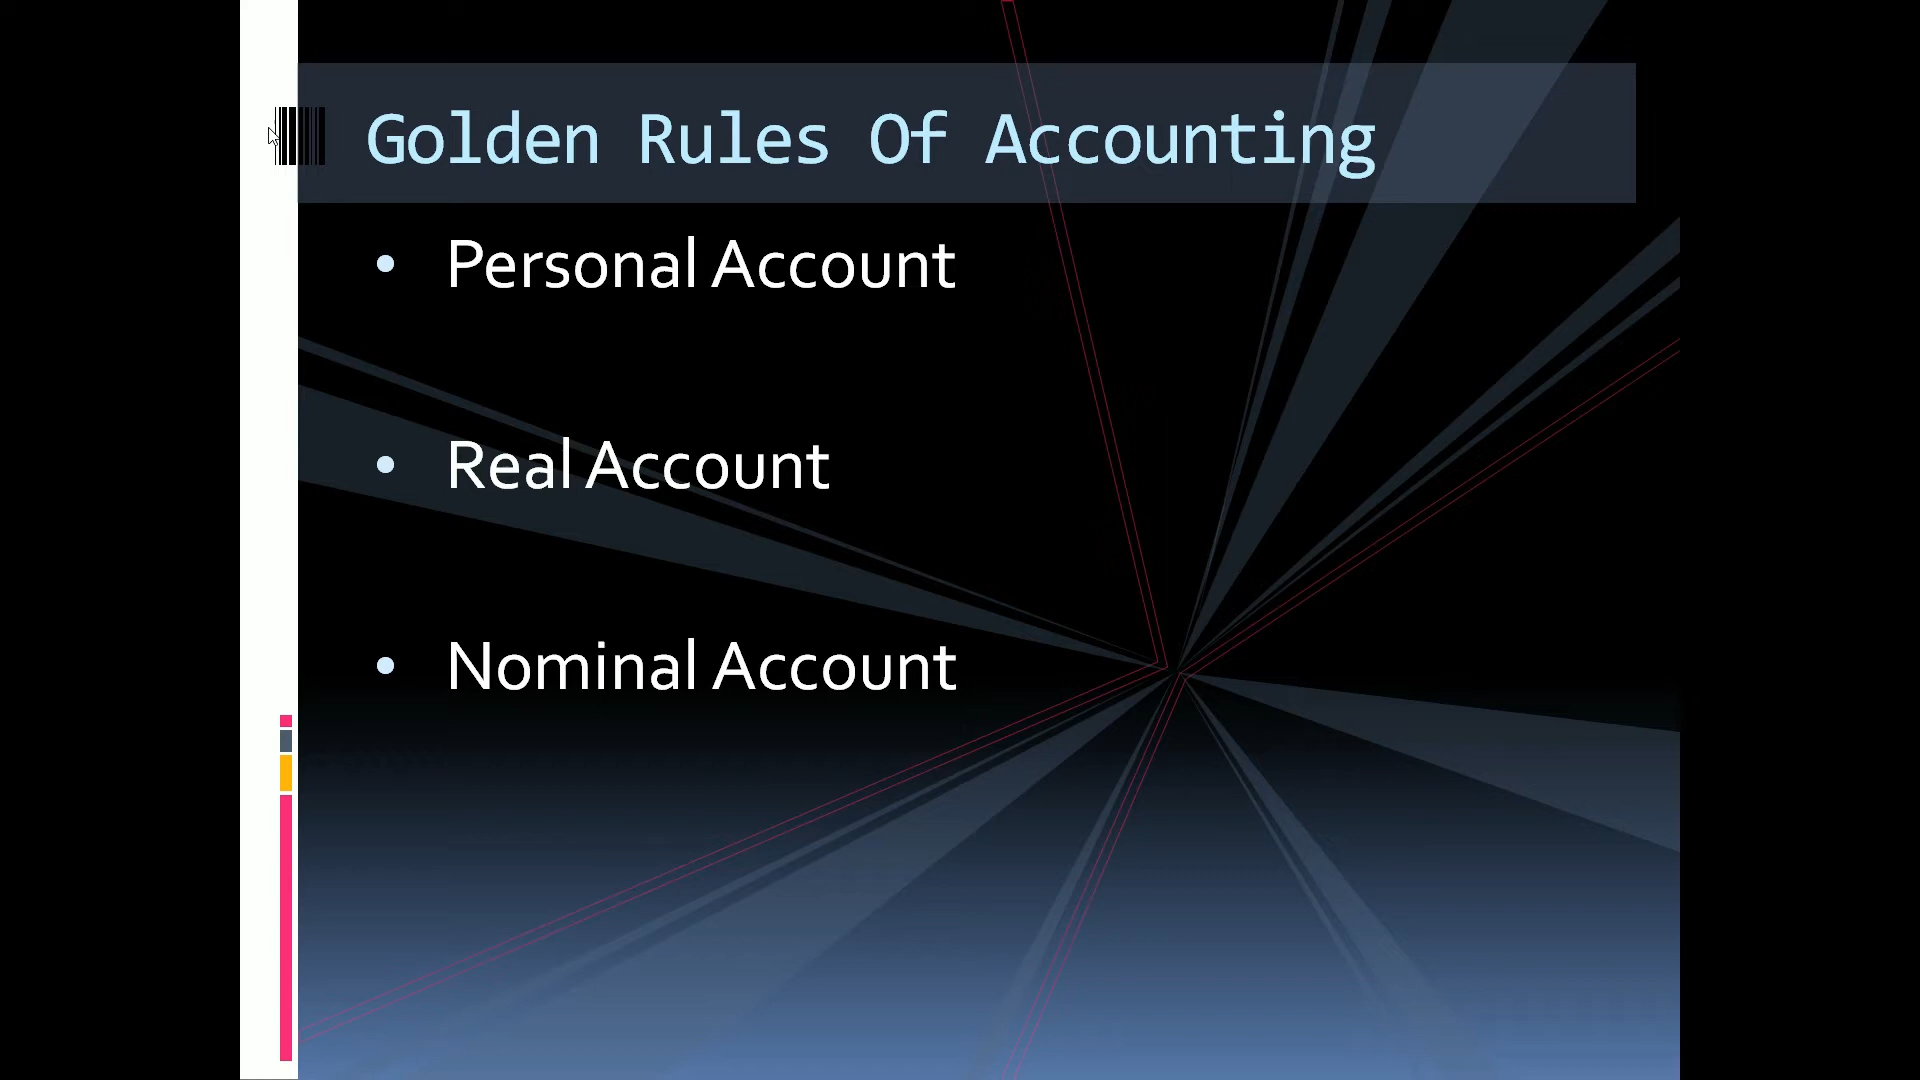 Golden Rules Of Accounting
• Personal Account
• Real Account
• Nominal Account